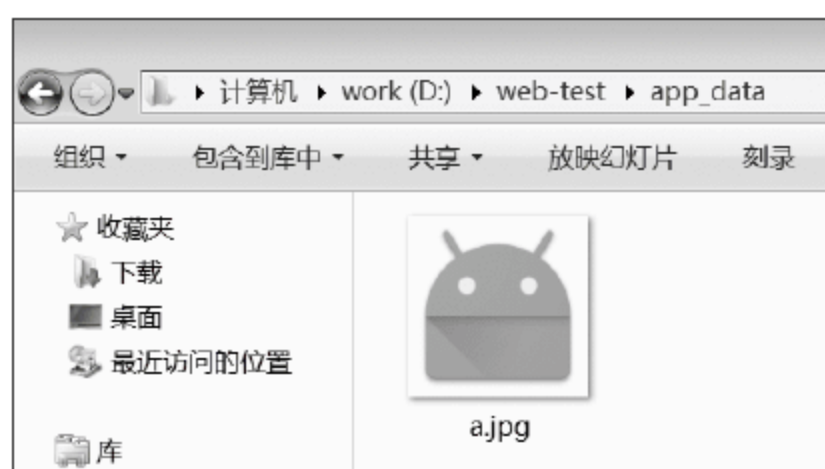 计算机 ▸ work (D:) ▸ web-test ▸ app_data
组织 包含到库中 共享 放映幻灯片 刻录
收藏夹
下载
桌面
最近访问的位置
库
a.jpg